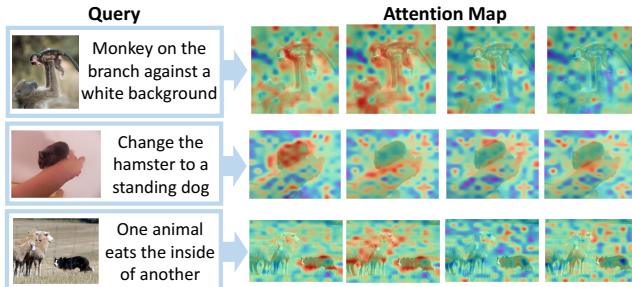 Query
Attention Map
Monkey on the
branch against a
white background
Change the
hamster to a
standing dog
One animal
eats the inside
of another